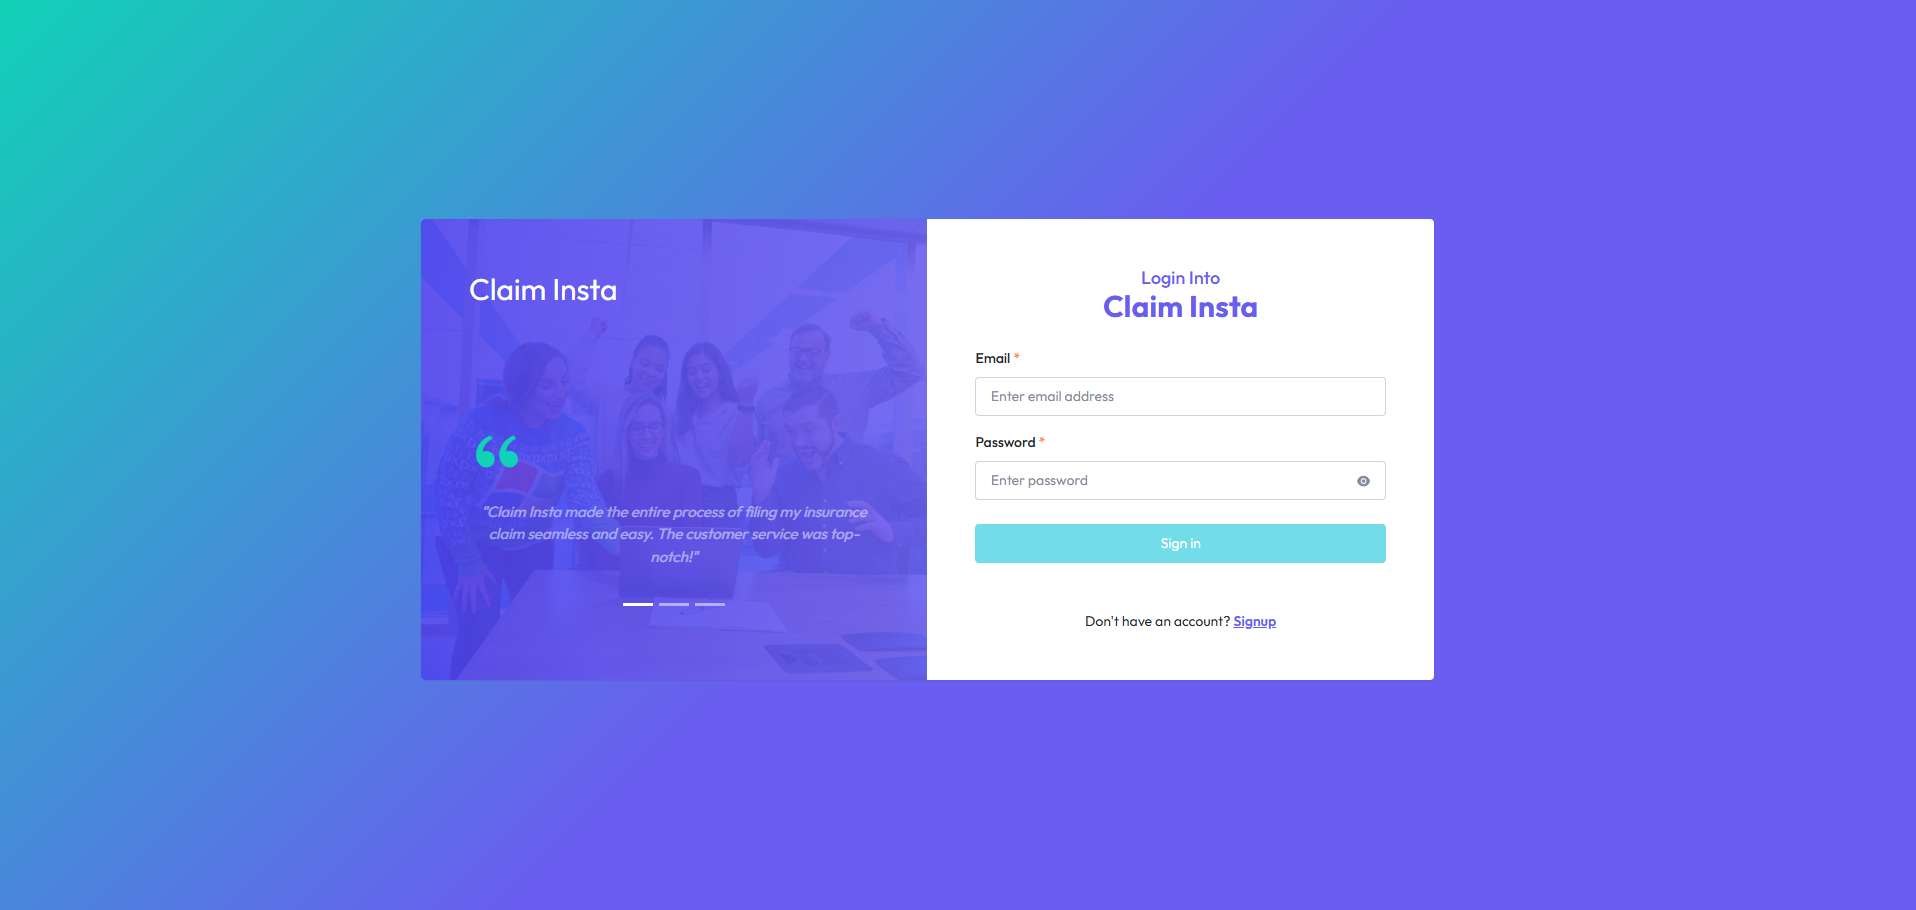 Claim Insta
"Claim Insta made the entire process of filing my insurance
claim seamless and easy. The customer service was top-
notch!"
Login Into
Claim Insta
Email *
Enter email address
Password *
Enter password
Sign in
Don't have an account? Signup